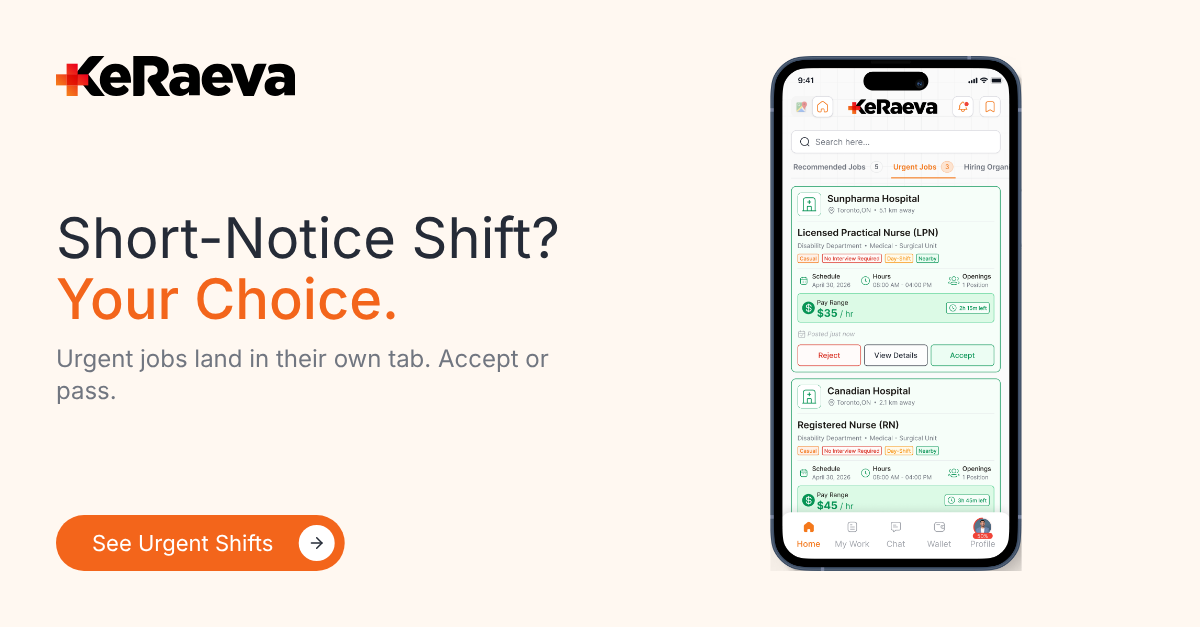 KeRaeva
Short-Notice Shift?
Your Choice.
Urgent jobs land in their own tab. Accept or
pass.
See Urgent Shifts
9:41
KeRaeva
Search here...
Recommended Jobs 5 Urgent Jobs 3 Hiring Organ
Sunpharma Hospital
Toronto,ON • 5.1 km away
Licensed Practical Nurse (LPN)
Disability Department • Medical - Surgical Unit
Casual No Interview Required Day-Shift Nearby
Schedule Hours Openings
April 30, 2026 08:00 AM - 04:00 PM 1 Position
Pay Range
$35 / hr 2h 15m left
Posted just now
Reject View Details Accept
Canadian Hospital
Toronto,ON • 2.1 km away
Registered Nurse (RN)
Disability Department • Medical - Surgical Unit
Casual No Interview Required Day-Shift Nearby
Schedule Hours Openings
April 30, 2026 08:00 AM - 04:00 PM 1 Position
Pay Range
$45 / hr 3h 45m left
Home My Work Chat Wallet Profile